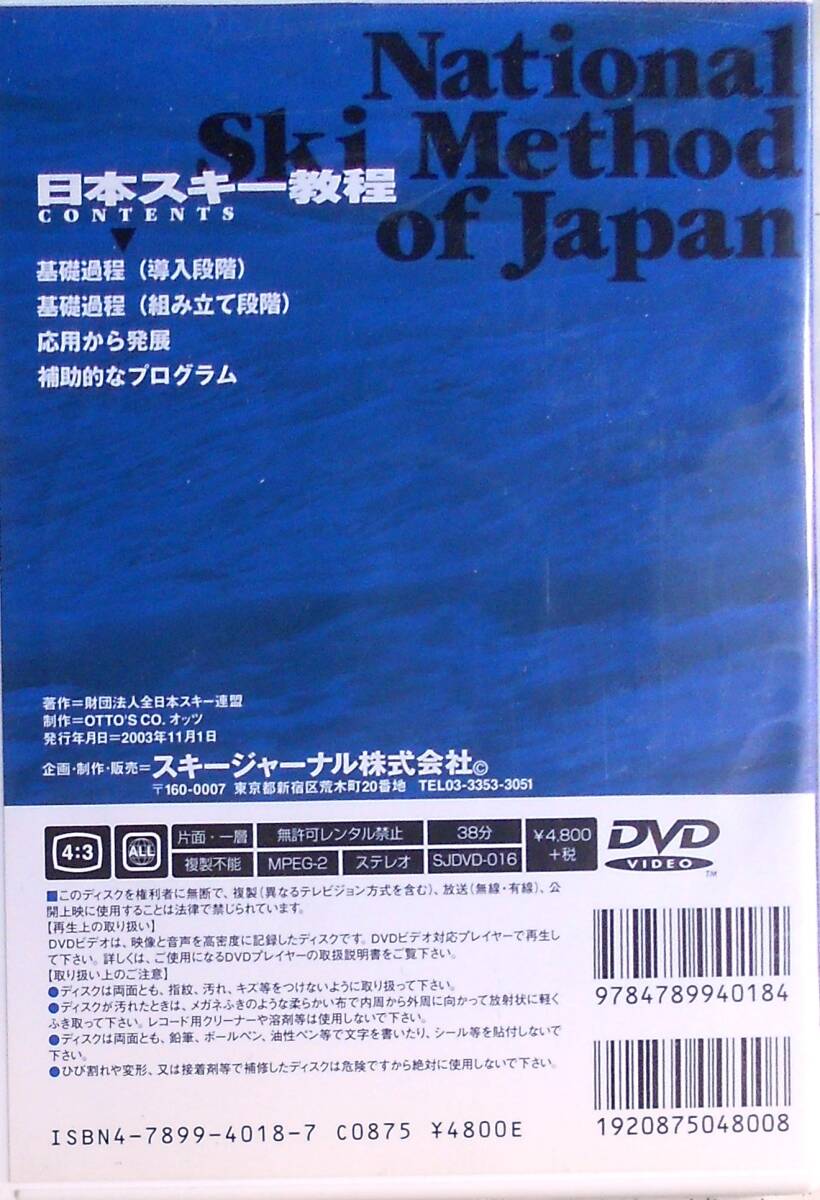 National
Ski Method
of Japan
日本スキー教程
CONTENTS
基礎過程（導入段階）
基礎過程（組み立て段階）
応用から発展
補助的なプログラム
著作＝財団法人全日本スキー連盟
制作＝OTTO'S CO. オッツ
発行年月日＝2003年11月1日
企画・制作・販売＝スキージャーナル株式会社©
〒160-0007 東京都新宿区荒木町20番地 TEL03-3353-3051
4:3 ALL 片面・一層 無許可レンタル禁止 38分 ¥4,800
+税
複製不能 MPEG-2 ステレオ SJDVD-016
DVD
VIDEO
TM
■このディスクを権利者に無断で、複製（異なるテレビジョン方式を含む）、放送（無線・有線）、公
開上映に使用することは法律で禁じられています。
【再生上の取り扱い】
DVDビデオは、映像と音声を高密度に記録したディスクです。DVDビデオ対応プレイヤーで再生し
て下さい。詳しくは、ご使用になるDVDプレイヤーの取扱説明書をご覧下さい。
【取り扱い上のご注意】
●ディスクは両面とも、指紋、汚れ、キズ等をつけないように取り扱って下さい。
●ディスクが汚れたときは、メガネふきのような柔らかい布で内周から外周に向かって放射状に軽く
ふき取って下さい。レコード用クリーナーや溶剤等は使用しないで下さい。
●ディスクは両面とも、鉛筆、ボールペン、油性ペン等で文字を書いたり、シール等を貼付しないで
下さい。
●ひび割れや変形、又は接着剤等で補修したディスクは危険ですから絶対に使用しないで下さい。
9784789940184
1920875048008
ISBN4-7899-4018-7 C0875 ¥4800E